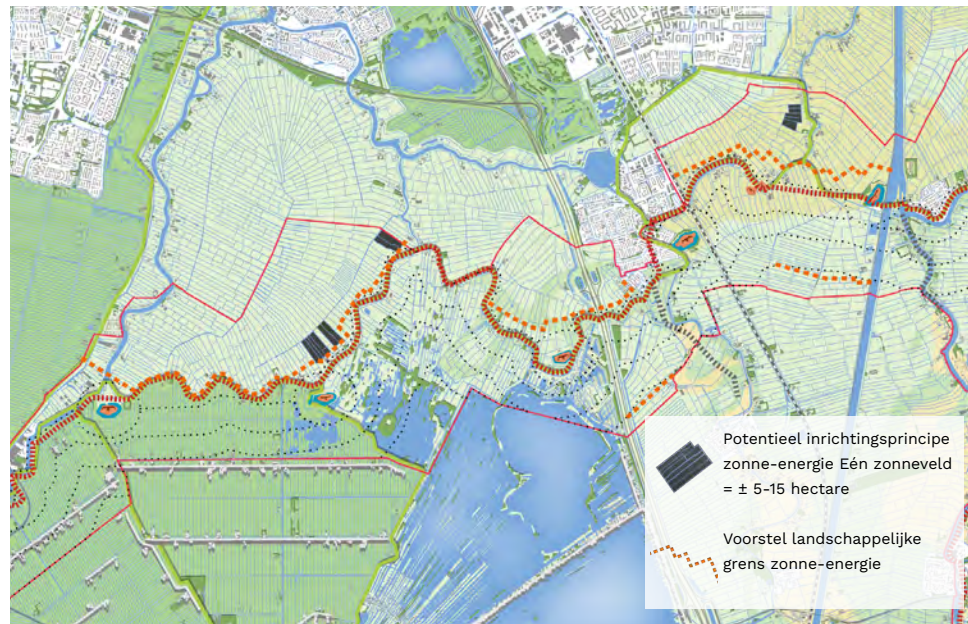 Potentieel inrichtingsprincipe
zonne-energie Eén zonneveld
= ± 5-15 hectare
Voorstel landschappelijke
grens zonne-energie